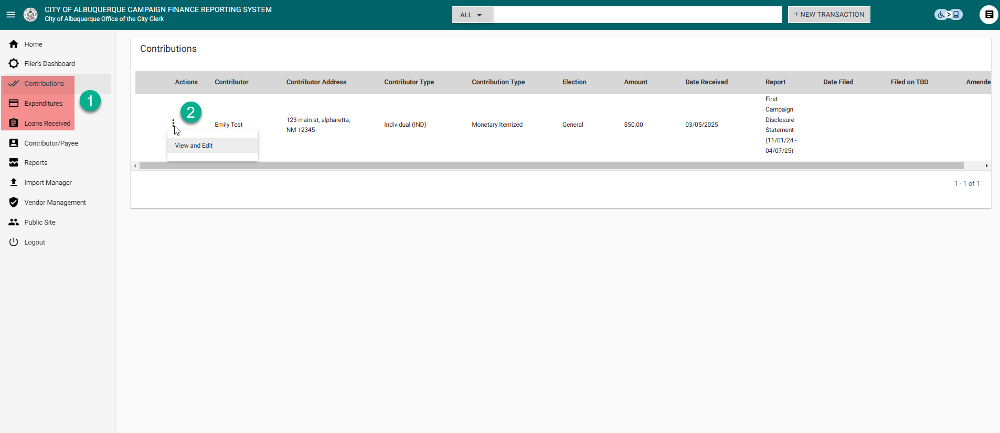 CITY OF ALBUQUERQUE CAMPAIGN FINANCE REPORTING SYSTEM
City of Albuquerque Office of the City Clerk
ALL
+ NEW TRANSACTION
Home
Filer's Dashboard
Contributions
Expenditures
Loans Received
Contributor/Payee
Reports
Import Manager
Vendor Management
Public Site
Logout
1
Contributions
Actions Contributor Contributor Address Contributor Type Contribution Type Election Amount Date Received Report Date Filed Filed on TBD Amende
2
Emily Test
123 main st, alpharetta,
NM 12345
Individual (IND)
Monetary Itemized
General
$50.00
03/05/2025
First
Campaign
Disclosure
Statement
(11/01/24 -
04/07/25)
View and Edit
1 - 1 of 1